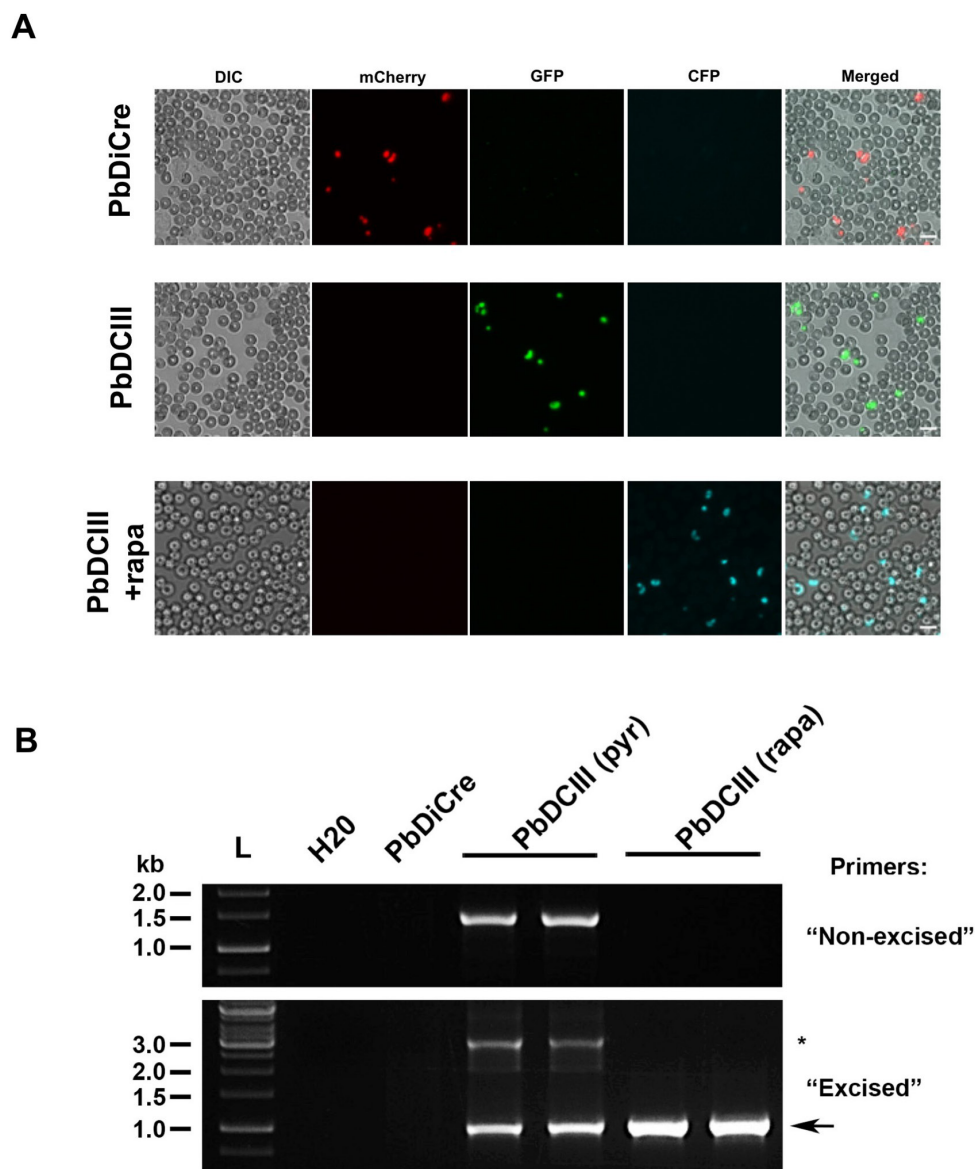 A
DIC mCherry GFP CFP Merged
PbDiCre
PbDCIII
PbDCIII
+rapa
B
L H20 PbDiCre PbDCIII (pyr) PbDCIII (rapa)
kb
Primers:
2.0
1.5
1.0
“Non-excised”
3.0
*
2.0
“Excised”
1.5
1.0